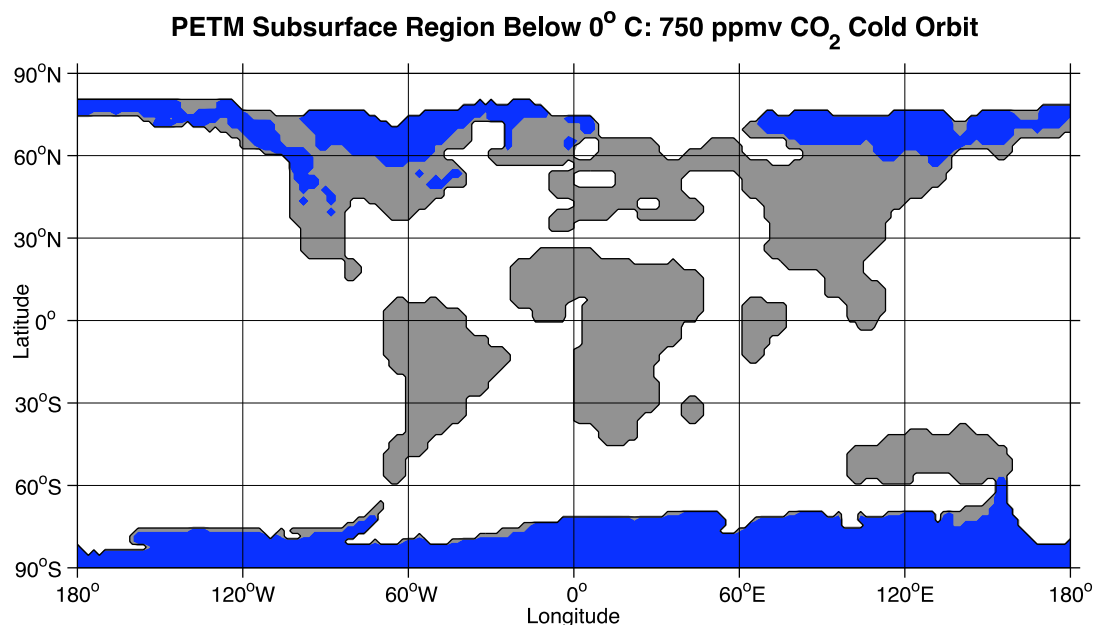 PETM Subsurface Region Below 0° C: 750 ppmv CO₂ Cold Orbit
90°N
60°N
30°N
0°
30°S
60°S
90°S
Latitude
180°
120°W
60°W
0°
60°E
120°E
180°
Longitude